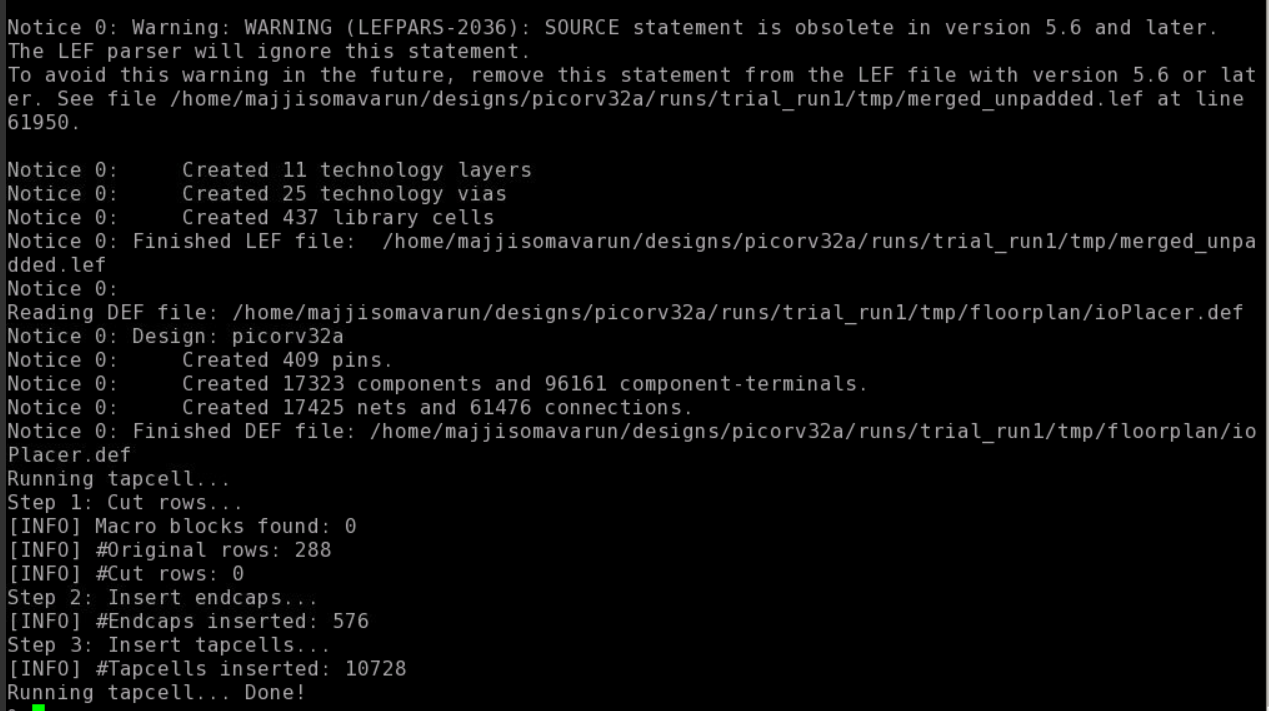 Notice 0: Warning: WARNING (LEFPARS-2036): SOURCE statement is obsolete in version 5.6 and later.
The LEF parser will ignore this statement.
To avoid this warning in the future, remove this statement from the LEF file with version 5.6 or lat
er. See file /home/majjisomavarun/designs/picorv32a/runs/trial_run1/tmp/merged_unpadded.lef at line
61950.
Notice 0:     Created 11 technology layers
Notice 0:     Created 25 technology vias
Notice 0:     Created 437 library cells
Notice 0: Finished LEF file:  /home/majjisomavarun/designs/picorv32a/runs/trial_run1/tmp/merged_unpa
dded.lef
Notice 0:
Reading DEF file: /home/majjisomavarun/designs/picorv32a/runs/trial_run1/tmp/floorplan/ioPlacer.def
Notice 0: Design: picorv32a
Notice 0:     Created 409 pins.
Notice 0:     Created 17323 components and 96161 component-terminals.
Notice 0:     Created 17425 nets and 61476 connections.
Notice 0: Finished DEF file: /home/majjisomavarun/designs/picorv32a/runs/trial_run1/tmp/floorplan/io
Placer.def
Running tapcell...
Step 1: Cut rows...
[INFO] Macro blocks found: 0
[INFO] #Original rows: 288
[INFO] #Cut rows: 0
Step 2: Insert endcaps...
[INFO] #Endcaps inserted: 576
Step 3: Insert tapcells...
[INFO] #Tapcells inserted: 10728
Running tapcell... Done!